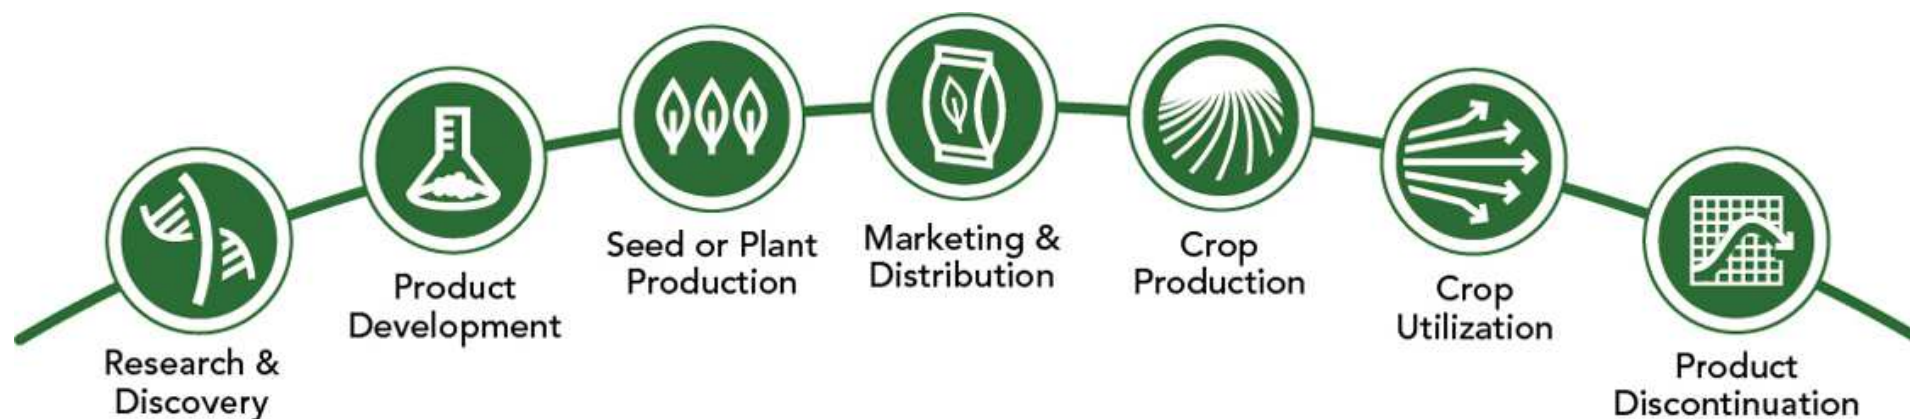 Research &
Discovery
Product
Development
Seed or Plant
Production
Marketing &
Distribution
Crop
Production
Crop
Utilization
Product
Discontinuation